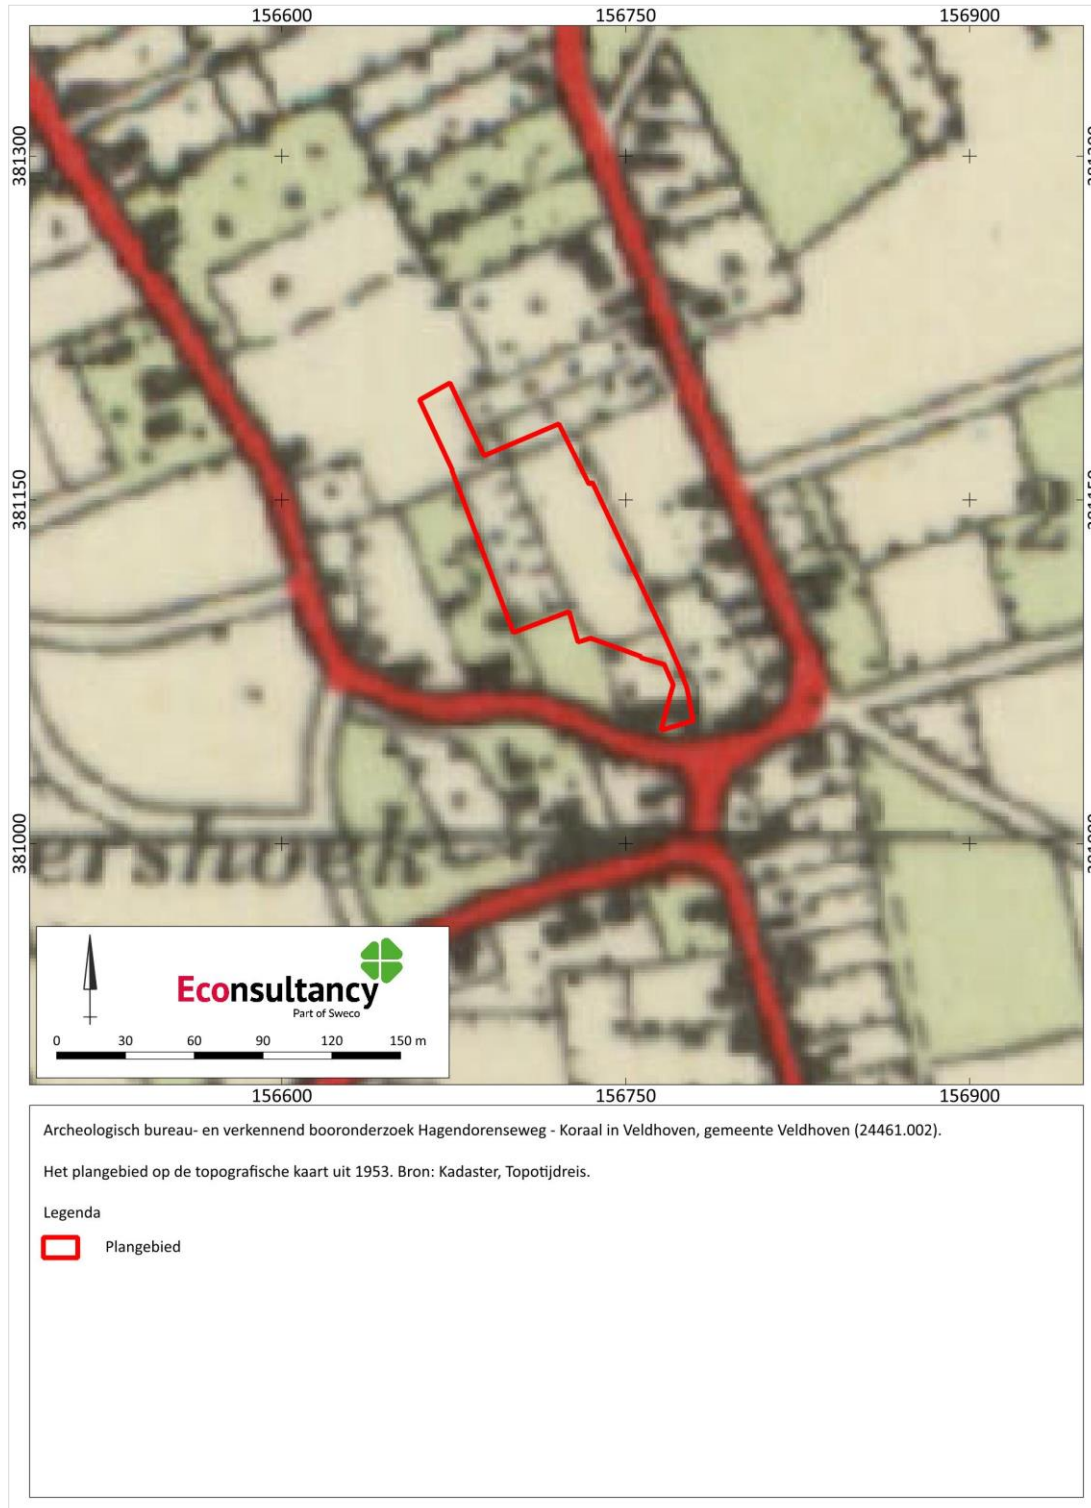 156600 156750 156900
381300
381150 381150
381000
ershoek
Econsultancy
Part of Sweco
0 30 60 90 120 150 m
156600 156750 156900
Archeologisch bureau- en verkennend booronderzoek Hagendorenseweg - Koraal in Veldhoven, gemeente Veldhoven (24461.002).
Het plangebied op de topografische kaart uit 1953. Bron: Kadaster, Topotijdreis.
Legenda
Plangebied